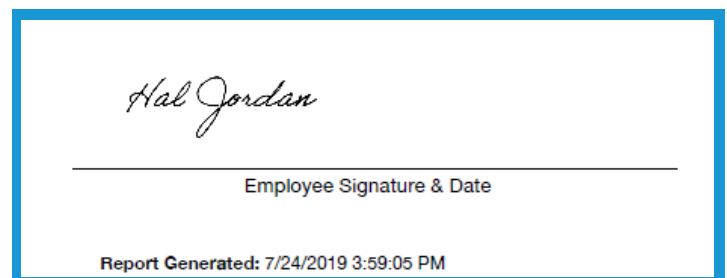 Hal Jordan
Employee Signature & Date
Report Generated: 7/24/2019 3:59:05 PM